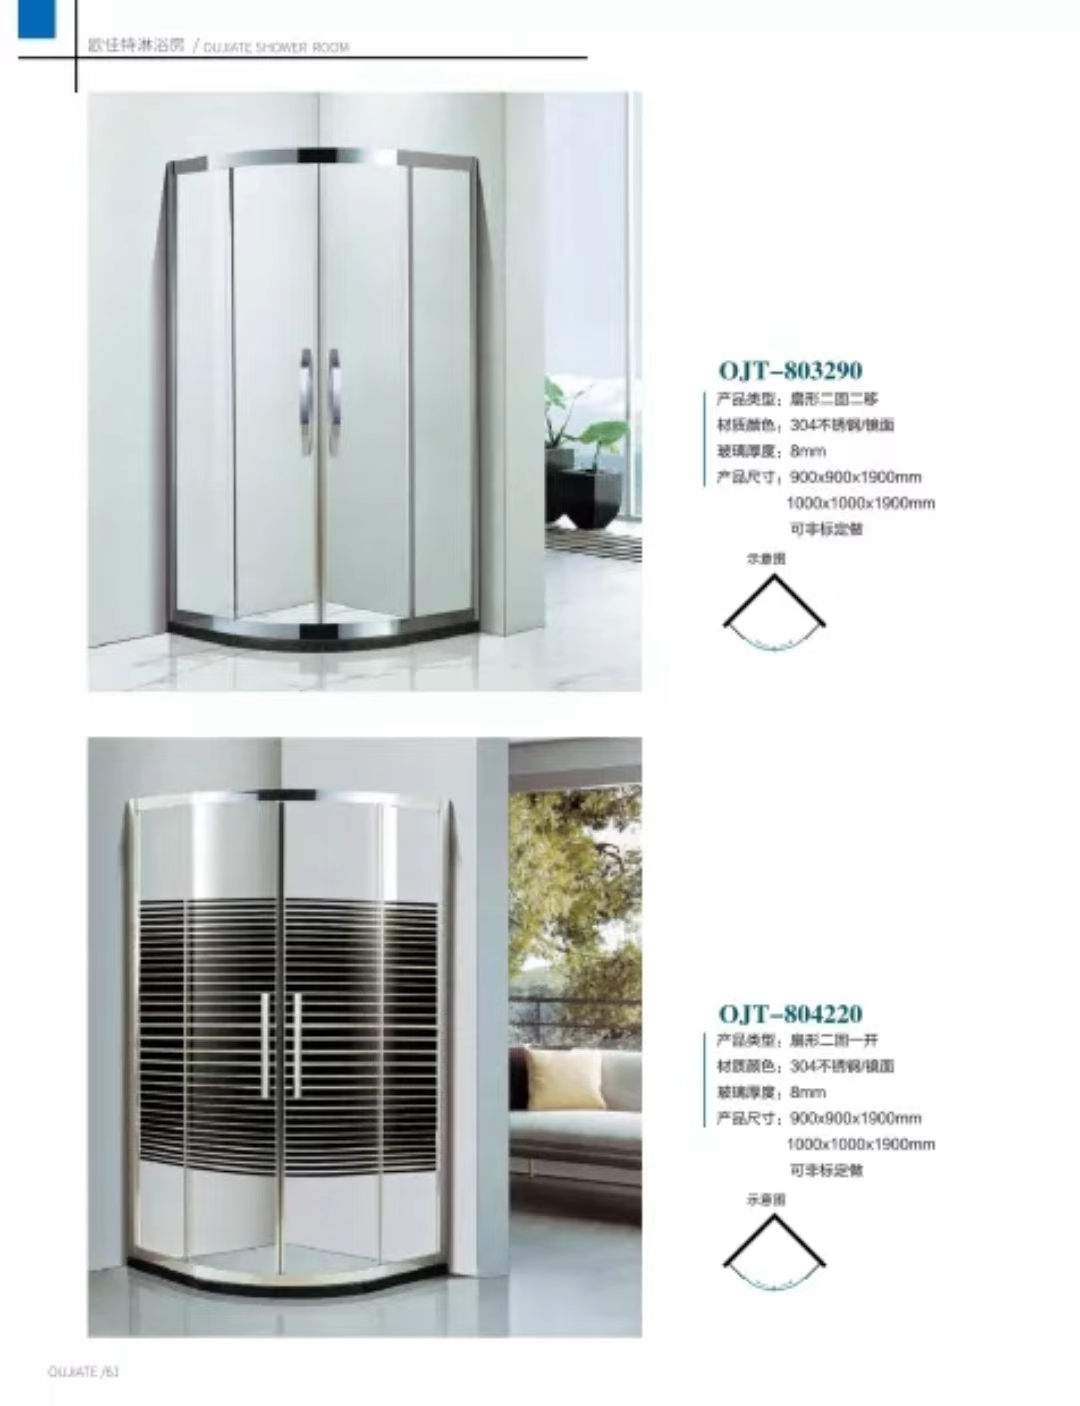 欧佳特淋浴房 / OUJIATE SHOWER ROOM
OJT-803290
产品类型：扇形二固二移
材质颜色：304不锈钢/镜面
玻璃厚度：8mm
产品尺寸：900x900x1900mm
1000x1000x1900mm
可非标定做
示意图
OJT-804220
产品类型：扇形二固一开
材质颜色：304不锈钢/镜面
玻璃厚度：8mm
产品尺寸：900x900x1900mm
1000x1000x1900mm
可非标定做
示意图
OUJIATE /61